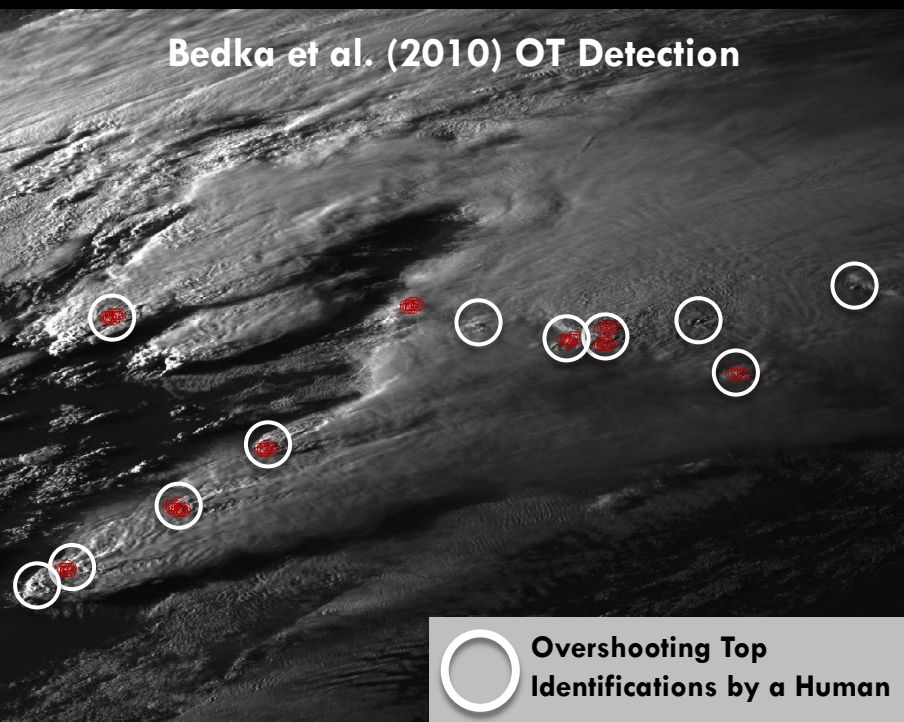 Bedka et al. (2010) OT Detection
Overshooting Top
Identifications by a Human